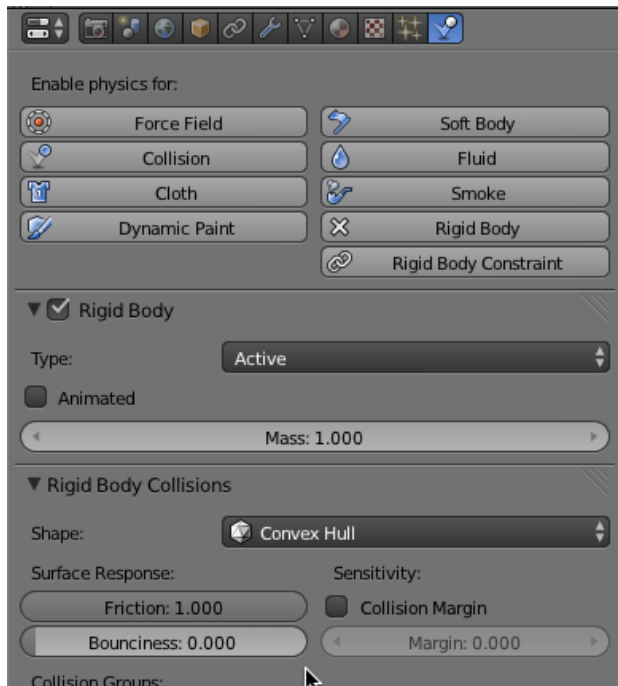 Enable physics for:
Force Field
Soft Body
Collision
Fluid
Cloth
Smoke
Dynamic Paint
Rigid Body
Rigid Body Constraint
Rigid Body
Type: Active
Animated
Mass: 1.000
Rigid Body Collisions
Shape: Convex Hull
Surface Response: Sensitivity:
Friction: 1.000 Collision Margin
Bounciness: 0.000 Margin: 0.000
Collision Groups: